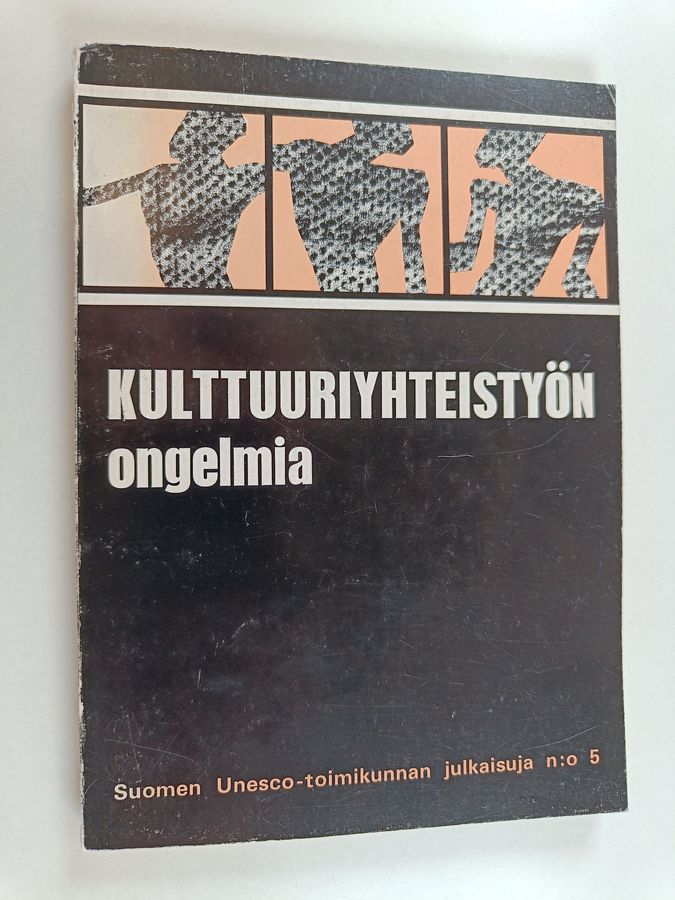 KULTTUURIYHTEISTYÖN
ongelmia
Suomen Unesco-toimikunnan julkaisuja n:o 5